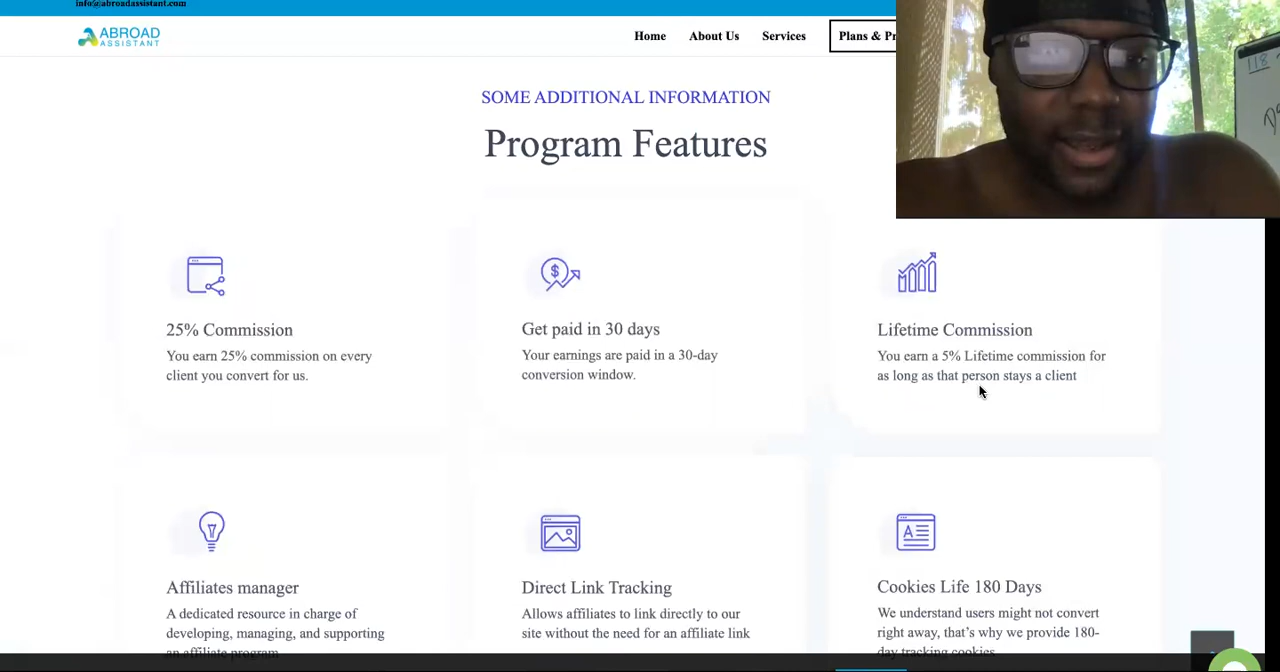 info@abroadassistant.com
ABROAD
ASSISTANT
Home
About Us
Services
Plans &
SOME ADDITIONAL INFORMATION
Program Features
118
25% Commission
You earn 25% commission on every
client you convert for us.
Get paid in 30 days
Your earnings are paid in a 30-day
conversion window.
Lifetime Commission
You earn a 5% Lifetime commission for
as long as that person stays a client
Affiliates manager
A dedicated resource in charge of
developing, managing, and supporting
an affiliate program
Direct Link Tracking
Allows affiliates to link directly to our
site without the need for an affiliate link
Cookies Life 180 Days
We understand users might not convert
right away, that's why we provide 180-
day tracking cookies